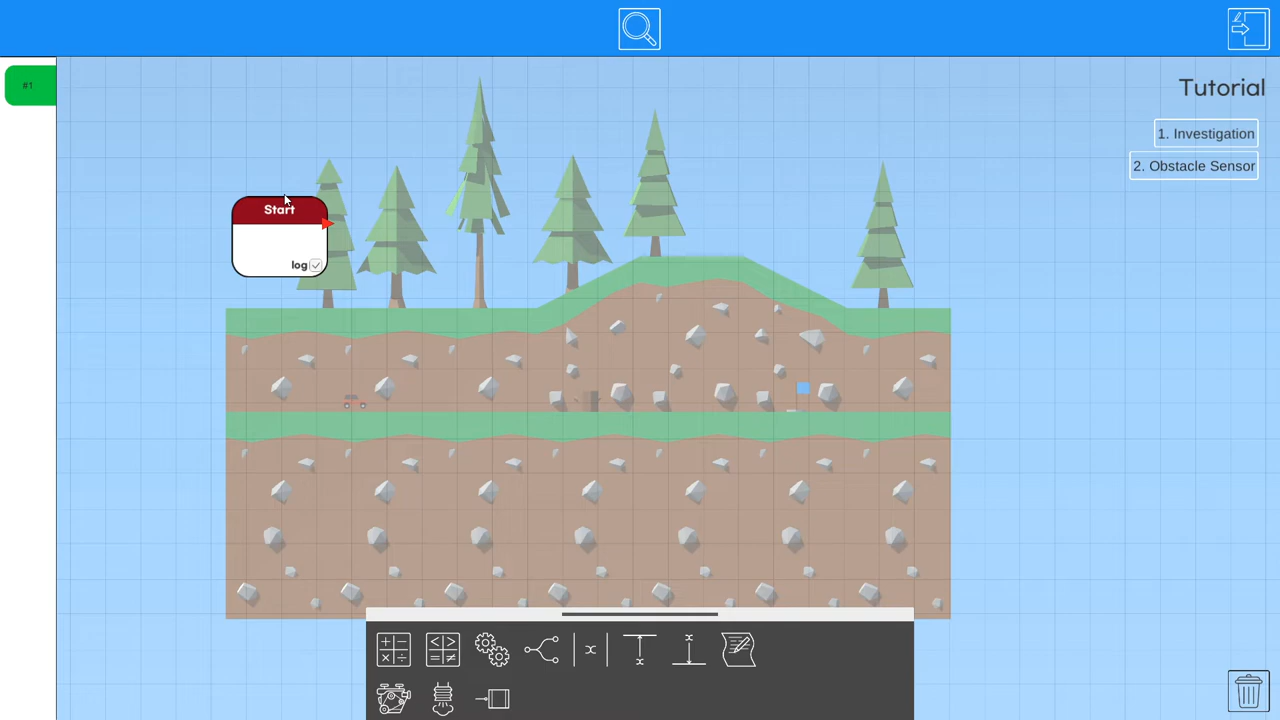 #1
Tutorial
1. Investigation
2. Obstacle Sensor
Start
log
+ −
× ÷
< >
= ≠
x
x
x